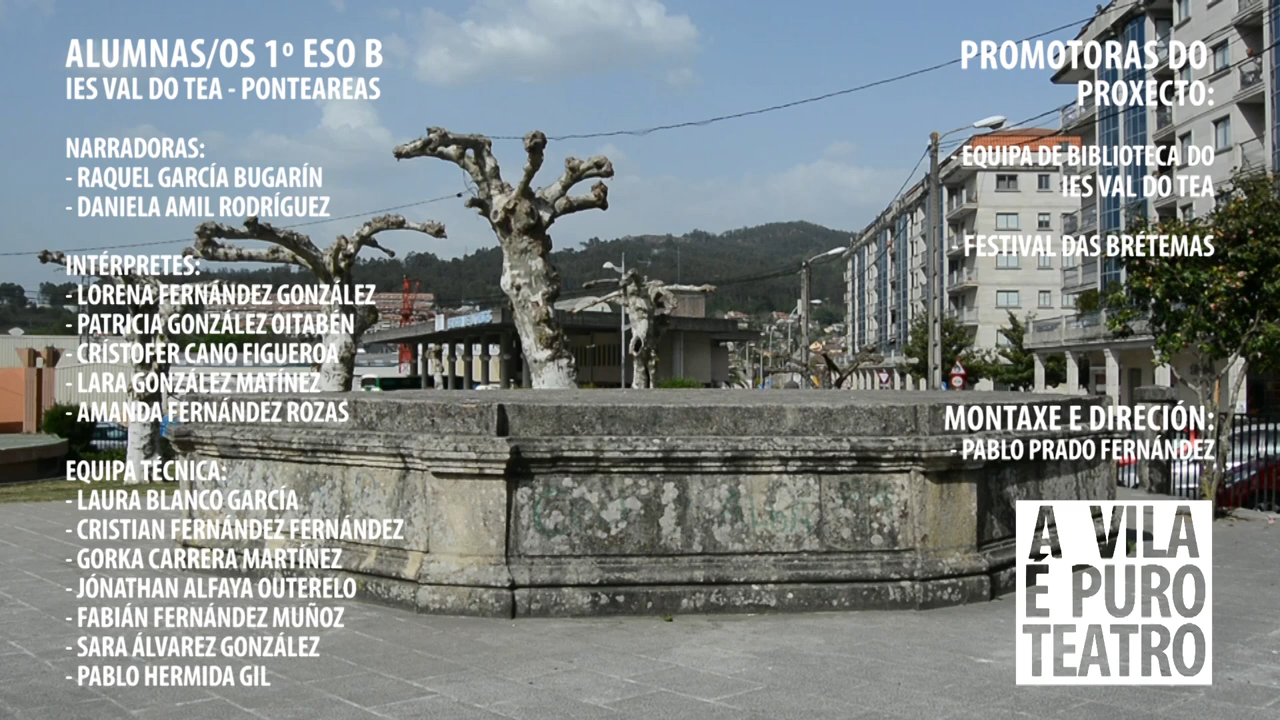 ALUMNAS/OS 1º ESO B
IES VAL DO TEA - PONTEAREAS
NARRADORAS:
- RAQUEL GARCÍA BUGARÍN
- DANIELA AMIL RODRÍGUEZ
INTÉRPRETES:
- LORENA FERNÁNDEZ GONZÁLEZ
- PATRICIA GONZÁLEZ OITABÉN
- CRÍSTOFER CANO FIGUEROA
- LARA GONZÁLEZ MATÍNEZ
- AMANDA FERNÁNDEZ ROZAS
EQUIPA TÉCNICA:
- LAURA BLANCO GARCÍA
- CRISTIAN FERNÁNDEZ FERNÁNDEZ
- GORKA CARRERA MARTÍNEZ
- JÓNATHAN ALFAYA OUTERELO
- FABIÁN FERNÁNDEZ MUÑOZ
- SARA ÁLVAREZ GONZÁLEZ
- PABLO HERMIDA GIL
PROMOTORAS DO
PROXECTO:
- EQUIPA DE BIBLIOTECA DO
IES VAL DO TEA
- FESTIVAL DAS BRÉTEMAS
MONTAXE E DIRECIÓN:
- PABLO PRADO FERNÁNDEZ
A VILA
É PURO
TEATRO